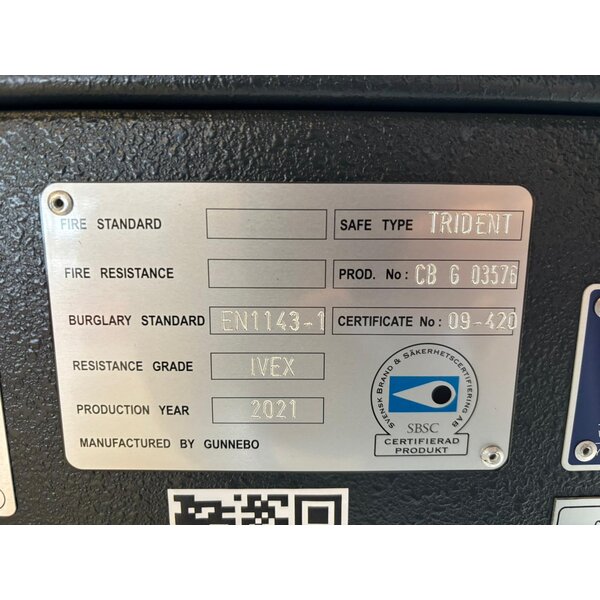 FIRE STANDARD
SAFE TYPE TRIDENT
FIRE RESISTANCE
PROD. No: CB G 03576
BURGLARY STANDARD EN1143-1
CERTIFICATE No: 09-420
RESISTANCE GRADE IVEX
PRODUCTION YEAR 2021
MANUFACTURED BY GUNNEBO
SVENSK BRAND & SÄKERHETSCERTIFIERING AB
SBSC
CERTIFIERAD
PRODUKT